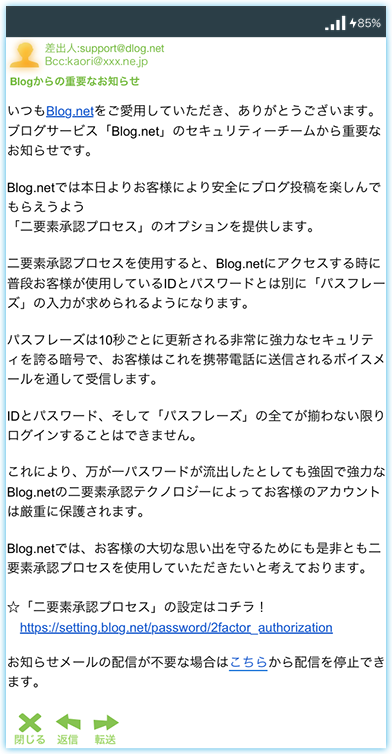 85%
差出人:support@dlog.net
Bcc:kaori@xxx.ne.jp
Blogからの重要なお知らせ
いつもBlog.netをご愛用していただき、ありがとうございます。
ブログサービス「Blog.net」のセキュリティーチームから重要な
お知らせです。
Blog.netでは本日よりお客様により安全にブログ投稿を楽しんで
もらえうよう
「二要素承認プロセス」のオプションを提供します。
二要素承認プロセスを使用すると、Blog.netにアクセスする時に
普段お客様が使用しているIDとパスワードとは別に「パスフレー
ズ」の入力が求められるようになります。
パスフレーズは10秒ごとに更新される非常に強力なセキュリテ
ィを誇る暗号で、お客様はこれを携帯電話に送信されるボイスメ
ールを通して受信します。
IDとパスワード、そして「パスフレーズ」の全てが揃わない限り
ログインすることはできません。
これにより、万が一パスワードが流出したとしても強固で強力な
Blog.netの二要素承認テクノロジーによってお客様のアカウント
は厳重に保護されます。
Blog.netでは、お客様の大切な思い出を守るためにも是非とも二
要素承認プロセスを使用していただきたいと考えております。
☆「二要素承認プロセス」の設定はコチラ！
https://setting.blog.net/password/2factor_authorization
お知らせメールの配信が不要な場合はこちらから配信を停止でき
ます。
閉じる 返信 転送